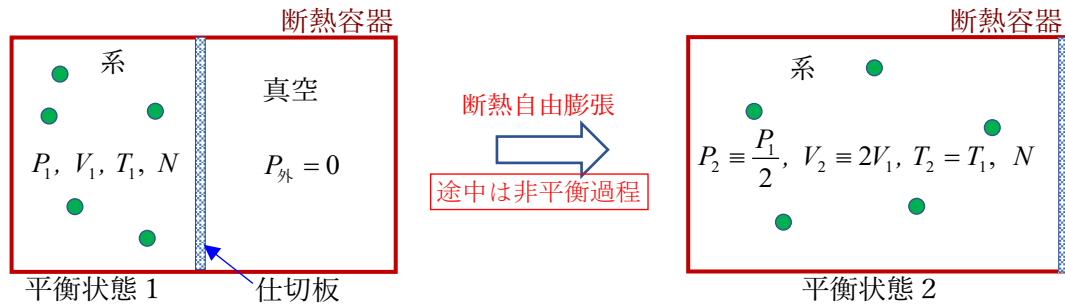 断熱容器
系
真空
P₁, V₁, T₁, N
P外 = 0
平衡状態 1
仕切板
断熱自由膨張
途中は非平衡過程
断熱容器
系
P₂ ≡ P₁/2, V₂ ≡ 2V₁, T₂ = T₁, N
平衡状態 2